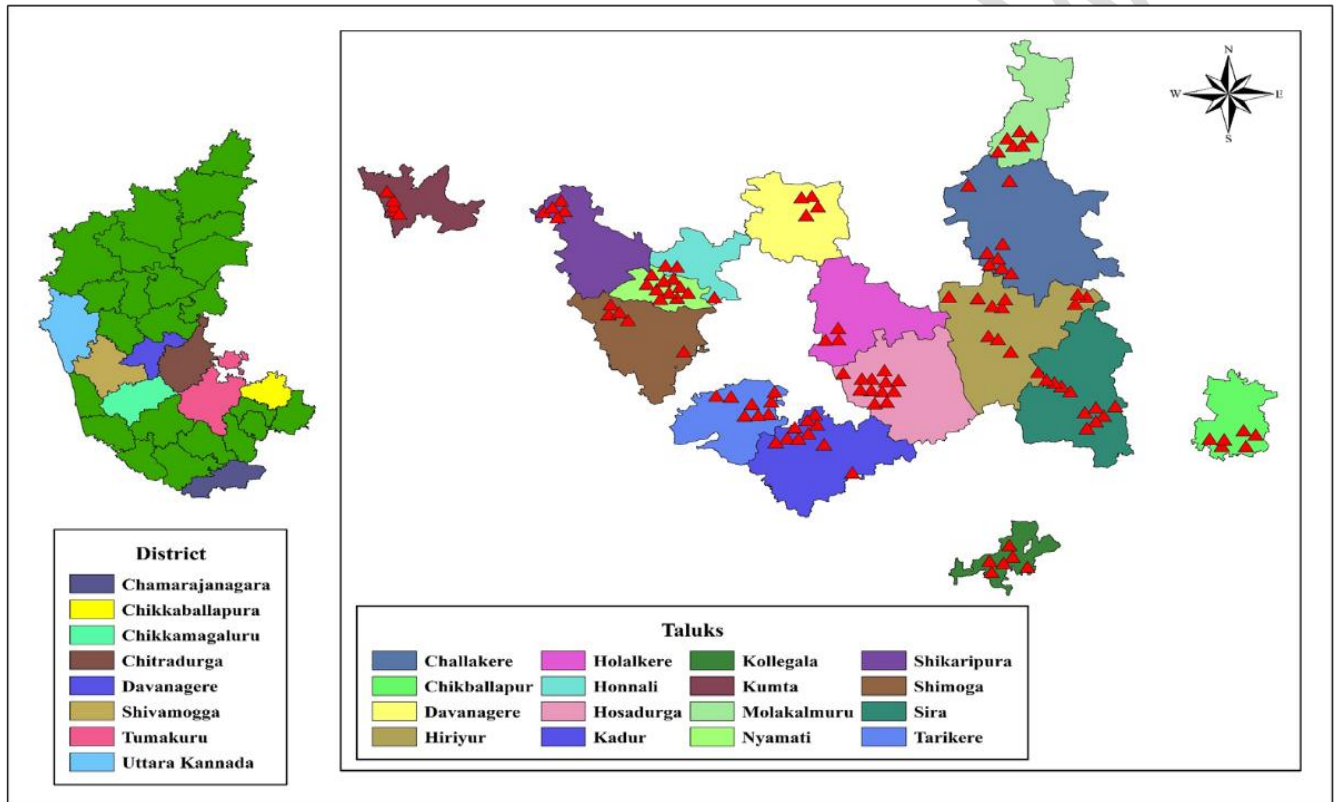 N
W E
S
District
Chamarajanagara
Chikkaballapura
Chikkamagaluru
Chitradurga
Davanagere
Shivamogga
Tumakuru
Uttara Kannada
Taluks
Challakere
Chikballapur
Davanagere
Hiriyur
Holalkere
Honnali
Hosadurga
Kadur
Kollegala
Kumta
Molakalmuru
Nyamati
Shikaripura
Shimoga
Sira
Tarikere